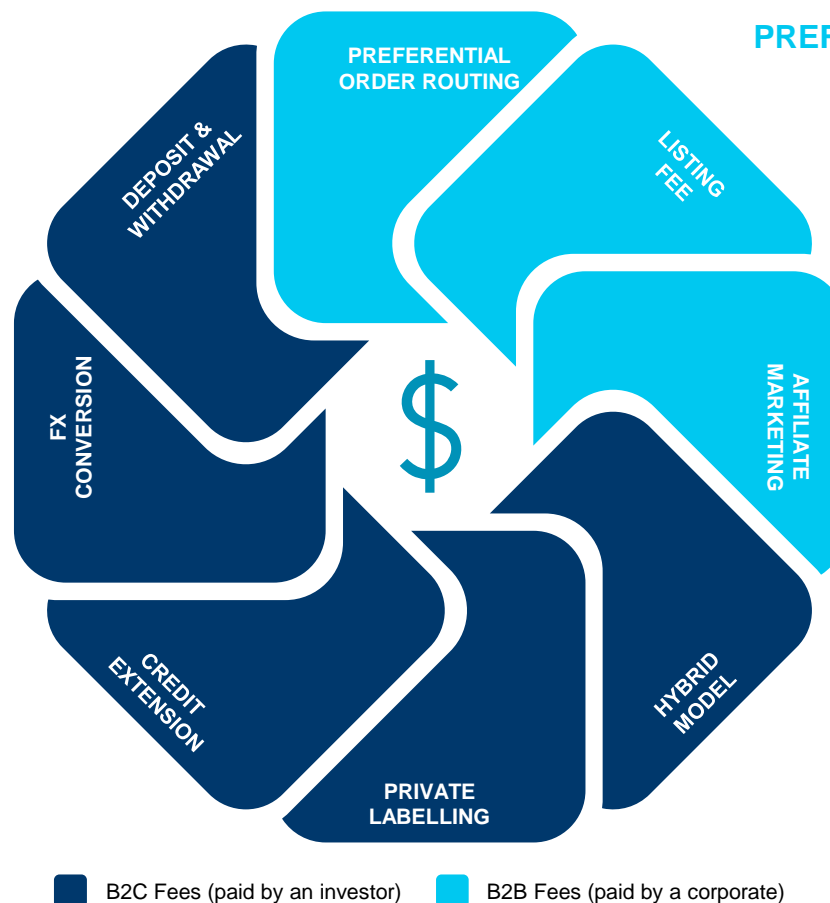 PREF
PREFERENTIAL
ORDER ROUTING
LISTING
FEE
AFFILIATE
MARKETING
HYBRID
MODEL
PRIVATE
LABELLING
CREDIT
EXTENSION
FX
CONVERSION
DEPOSIT &
WITHDRAWAL
$
B2C Fees (paid by an investor)
B2B Fees (paid by a corporate)